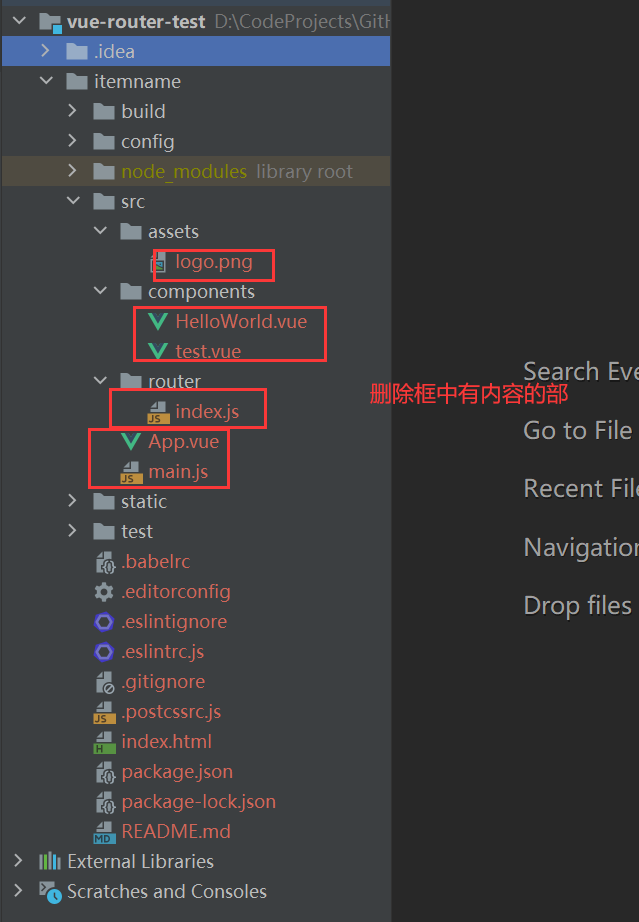 vue-router-test D:\CodeProjects\GitH
.idea
itemname
build
config
node_modules library root
src
assets
logo.png
components
HelloWorld.vue
test.vue
router
index.js
App.vue
main.js
static
test
.babelrc
.editorconfig
.eslintignore
.eslintrc.js
.gitignore
.postcssrc.js
index.html
package.json
package-lock.json
README.md
External Libraries
Scratches and Consoles
Search Eve
删除框中有内容的部
Go to File
Recent File
Navigation
Drop files